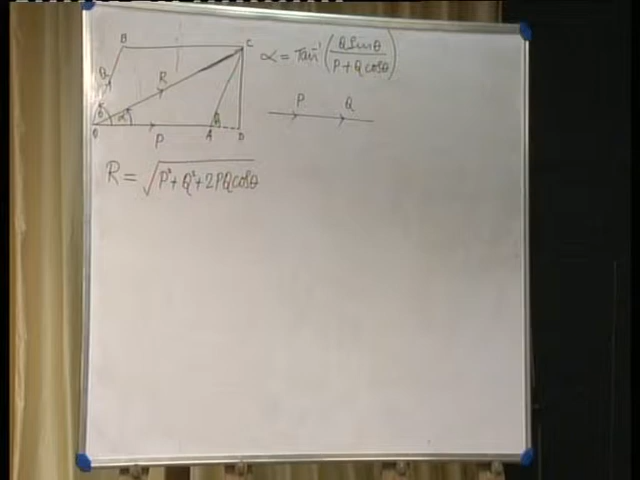 B
C
α = Tan⁻¹ (Q Sinθ / P + Q cosθ)
Q
R
P Q
θ
α
θ
O
A
D
P
R = √P² + Q² + 2PQ cosθ